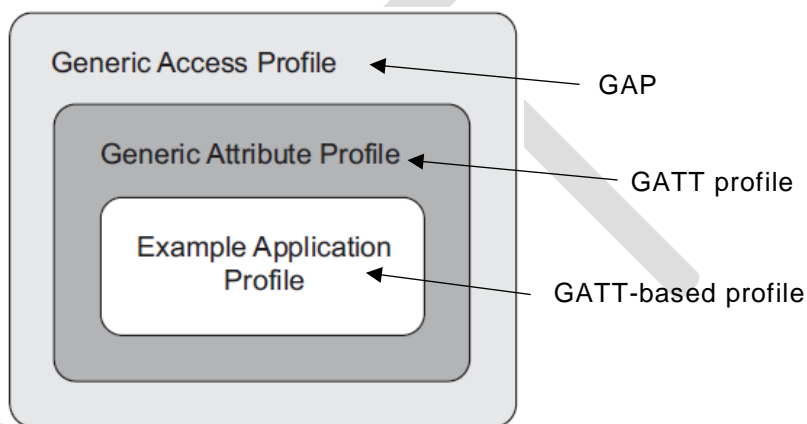 Generic Access Profile
GAP
Generic Attribute Profile
GATT profile
Example Application
Profile
GATT-based profile